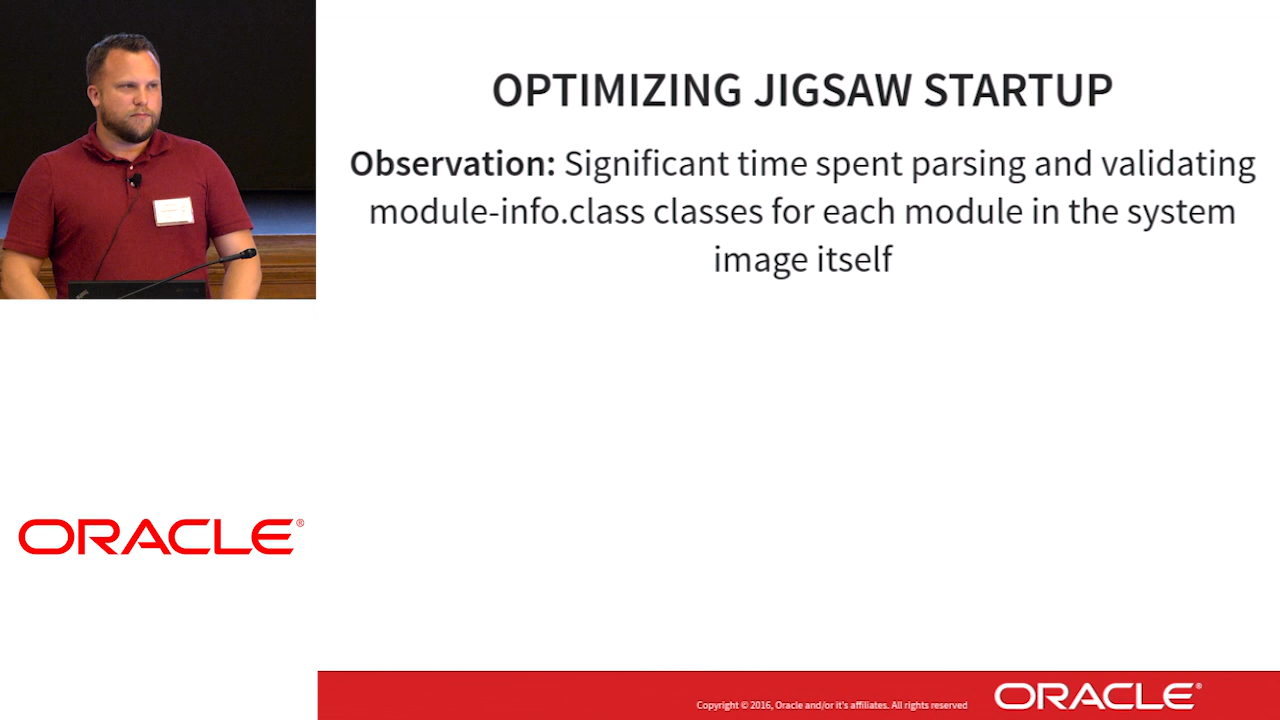 OPTIMIZING JIGSAW STARTUP
Observation: Significant time spent parsing and validating
module-info.class classes for each module in the system
image itself
ORACLE®
Copyright © 2016, Oracle and/or it's affiliates. All rights reserved
ORACLE®